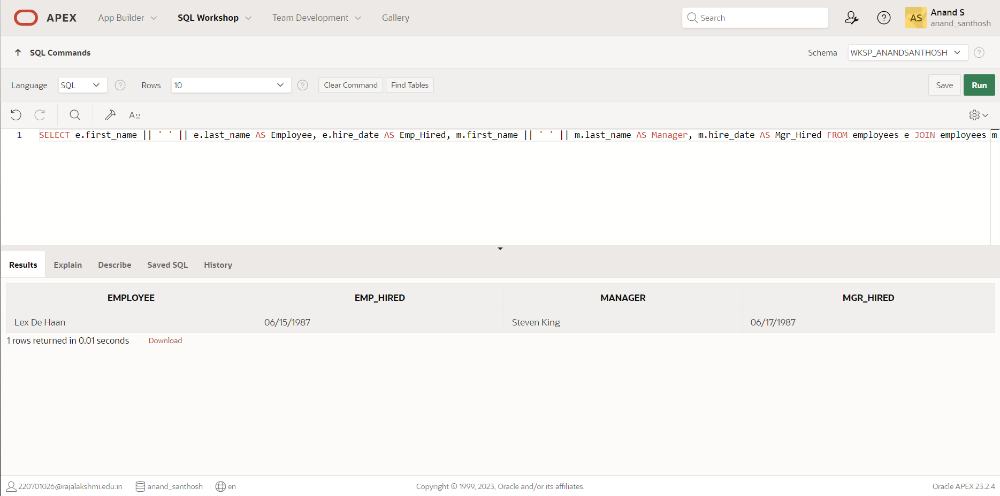 APEX App Builder SQL Workshop Team Development Gallery Search AS Anand S
anand_santhosh
SQL Commands Schema WKSP_ANANDSANTHOSH ?
Language SQL ? Rows 10 ? Clear Command Find Tables Save Run
A::
1 SELECT e.first_name || ' ' || e.last_name AS Employee, e.hire_date AS Emp_Hired, m.first_name || ' ' || m.last_name AS Manager, m.hire_date AS Mgr_Hired FROM employees e JOIN employees m
Results Explain Describe Saved SQL History
EMPLOYEE EMP_HIRED MANAGER MGR_HIRED
Lex De Haan 06/15/1987 Steven King 06/17/1987
1 rows returned in 0.01 seconds Download
220701026@rajalakshmi.edu.in anand_santhosh en Copyright © 1999, 2023, Oracle and/or its affiliates. Oracle APEX 23.2.4